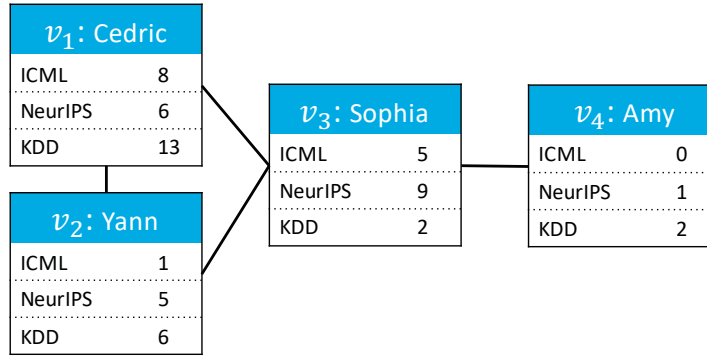 v₁: Cedric
ICML 8
NeurIPS 6
KDD 13
v₂: Yann
ICML 1
NeurIPS 5
KDD 6
v₃: Sophia
ICML 5
NeurIPS 9
KDD 2
v₄: Amy
ICML 0
NeurIPS 1
KDD 2